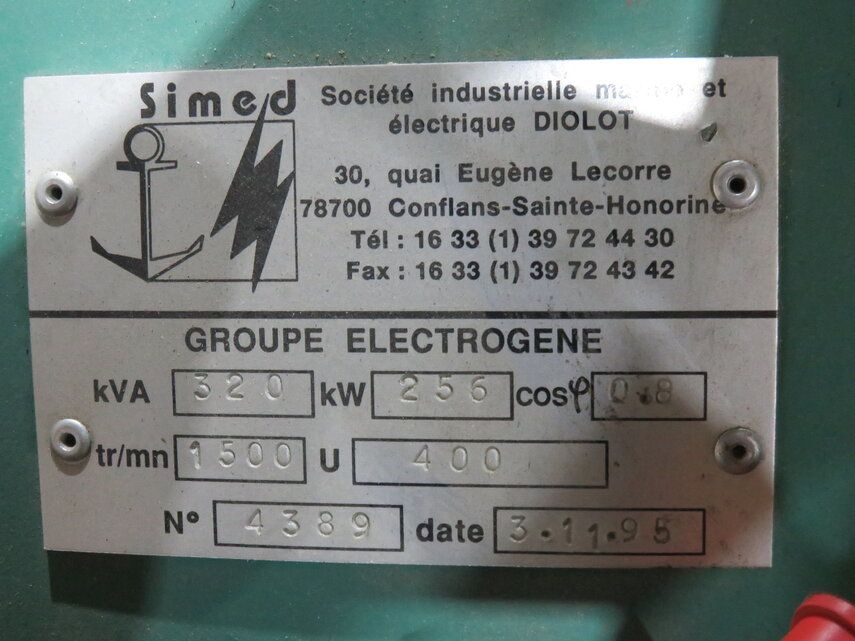 Simed
Société industrielle et
électrique DIOLOT
30, quai Eugène Lecorre
78700 Conflans-Sainte-Honorine
Tél : 16 33 (1) 39 72 44 30
Fax : 16 33 (1) 39 72 43 42
GROUPE ELECTROGENE
kVA 320 kW 256 cosφ 0.8
tr/mn 1500 U 400
N° 4389 date 3.11.95